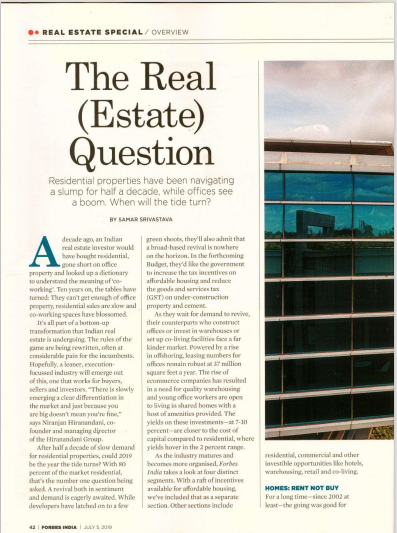 REAL ESTATE SPECIAL / OVERVIEW
The Real
(Estate)
Question
Residential properties have been navigating
a slump for half a decade, while offices see
a boom. When will the tide turn?
BY SAMAR SRIVASTAVA
A decade ago, an Indian
real estate investor would
have bought residential,
gone short on office
property and looked up a dictionary
to understand the meaning of 'co-
working'. Ten years on, the tables have
turned: They can't get enough of office
property, residential sales are slow and
co-working spaces have blossomed.
It's all part of a bottom-up
transformation that Indian real
estate is undergoing. The rules of the
game are being rewritten, often at
considerable pain for the incumbents.
Hopefully, a leaner, execution-
focussed industry will emerge out
of this, one that works for buyers,
sellers and investors. "There is slowly
emerging a clear differentiation in
the market and just because you
are big doesn't mean you're fine,"
says Niranjan Hiranandani, co-
founder and managing director
of the Hiranandani Group.
After half a decade of slow demand
for residential properties, could 2019
be the year the tide turns? With 80
percent of the market residential,
that's the number one question being
asked. A revival both in sentiment
and demand is eagerly awaited. While
developers have latched on to a few
green shoots, they'll also admit that
a broad-based revival is nowhere
on the horizon. In the forthcoming
Budget, they'd like the government
to increase the tax incentives on
affordable housing and reduce
the goods and services tax
(GST) on under-construction
property and cement.
As they wait for demand to revive,
their counterparts who construct
offices or invest in warehouses or
set up co-living facilities face a far
kinder market. Powered by a rise
in offshoring, leasing numbers for
offices remain robust at 37 million
square feet a year. The rise of
ecommerce companies has resulted
in a need for quality warehousing
and young office workers are open
to living in shared homes with a
host of amenities provided. The
yields on these investments—at 7-10
percent—are closer to the cost of
capital compared to residential, where
yields hover in the 2 percent range.
As the industry matures and
becomes more organised, Forbes
India takes a look at four distinct
segments. With a raft of incentives
available for affordable housing,
we've included that as a separate
section. Other sections include
residential, commercial and other
investible opportunities like hotels,
warehousing, retail and co-living.
HOMES: RENT NOT BUY
For a long time—since 2002 at
least—the going was good for
42 | FORBES INDIA | JULY 5, 2019